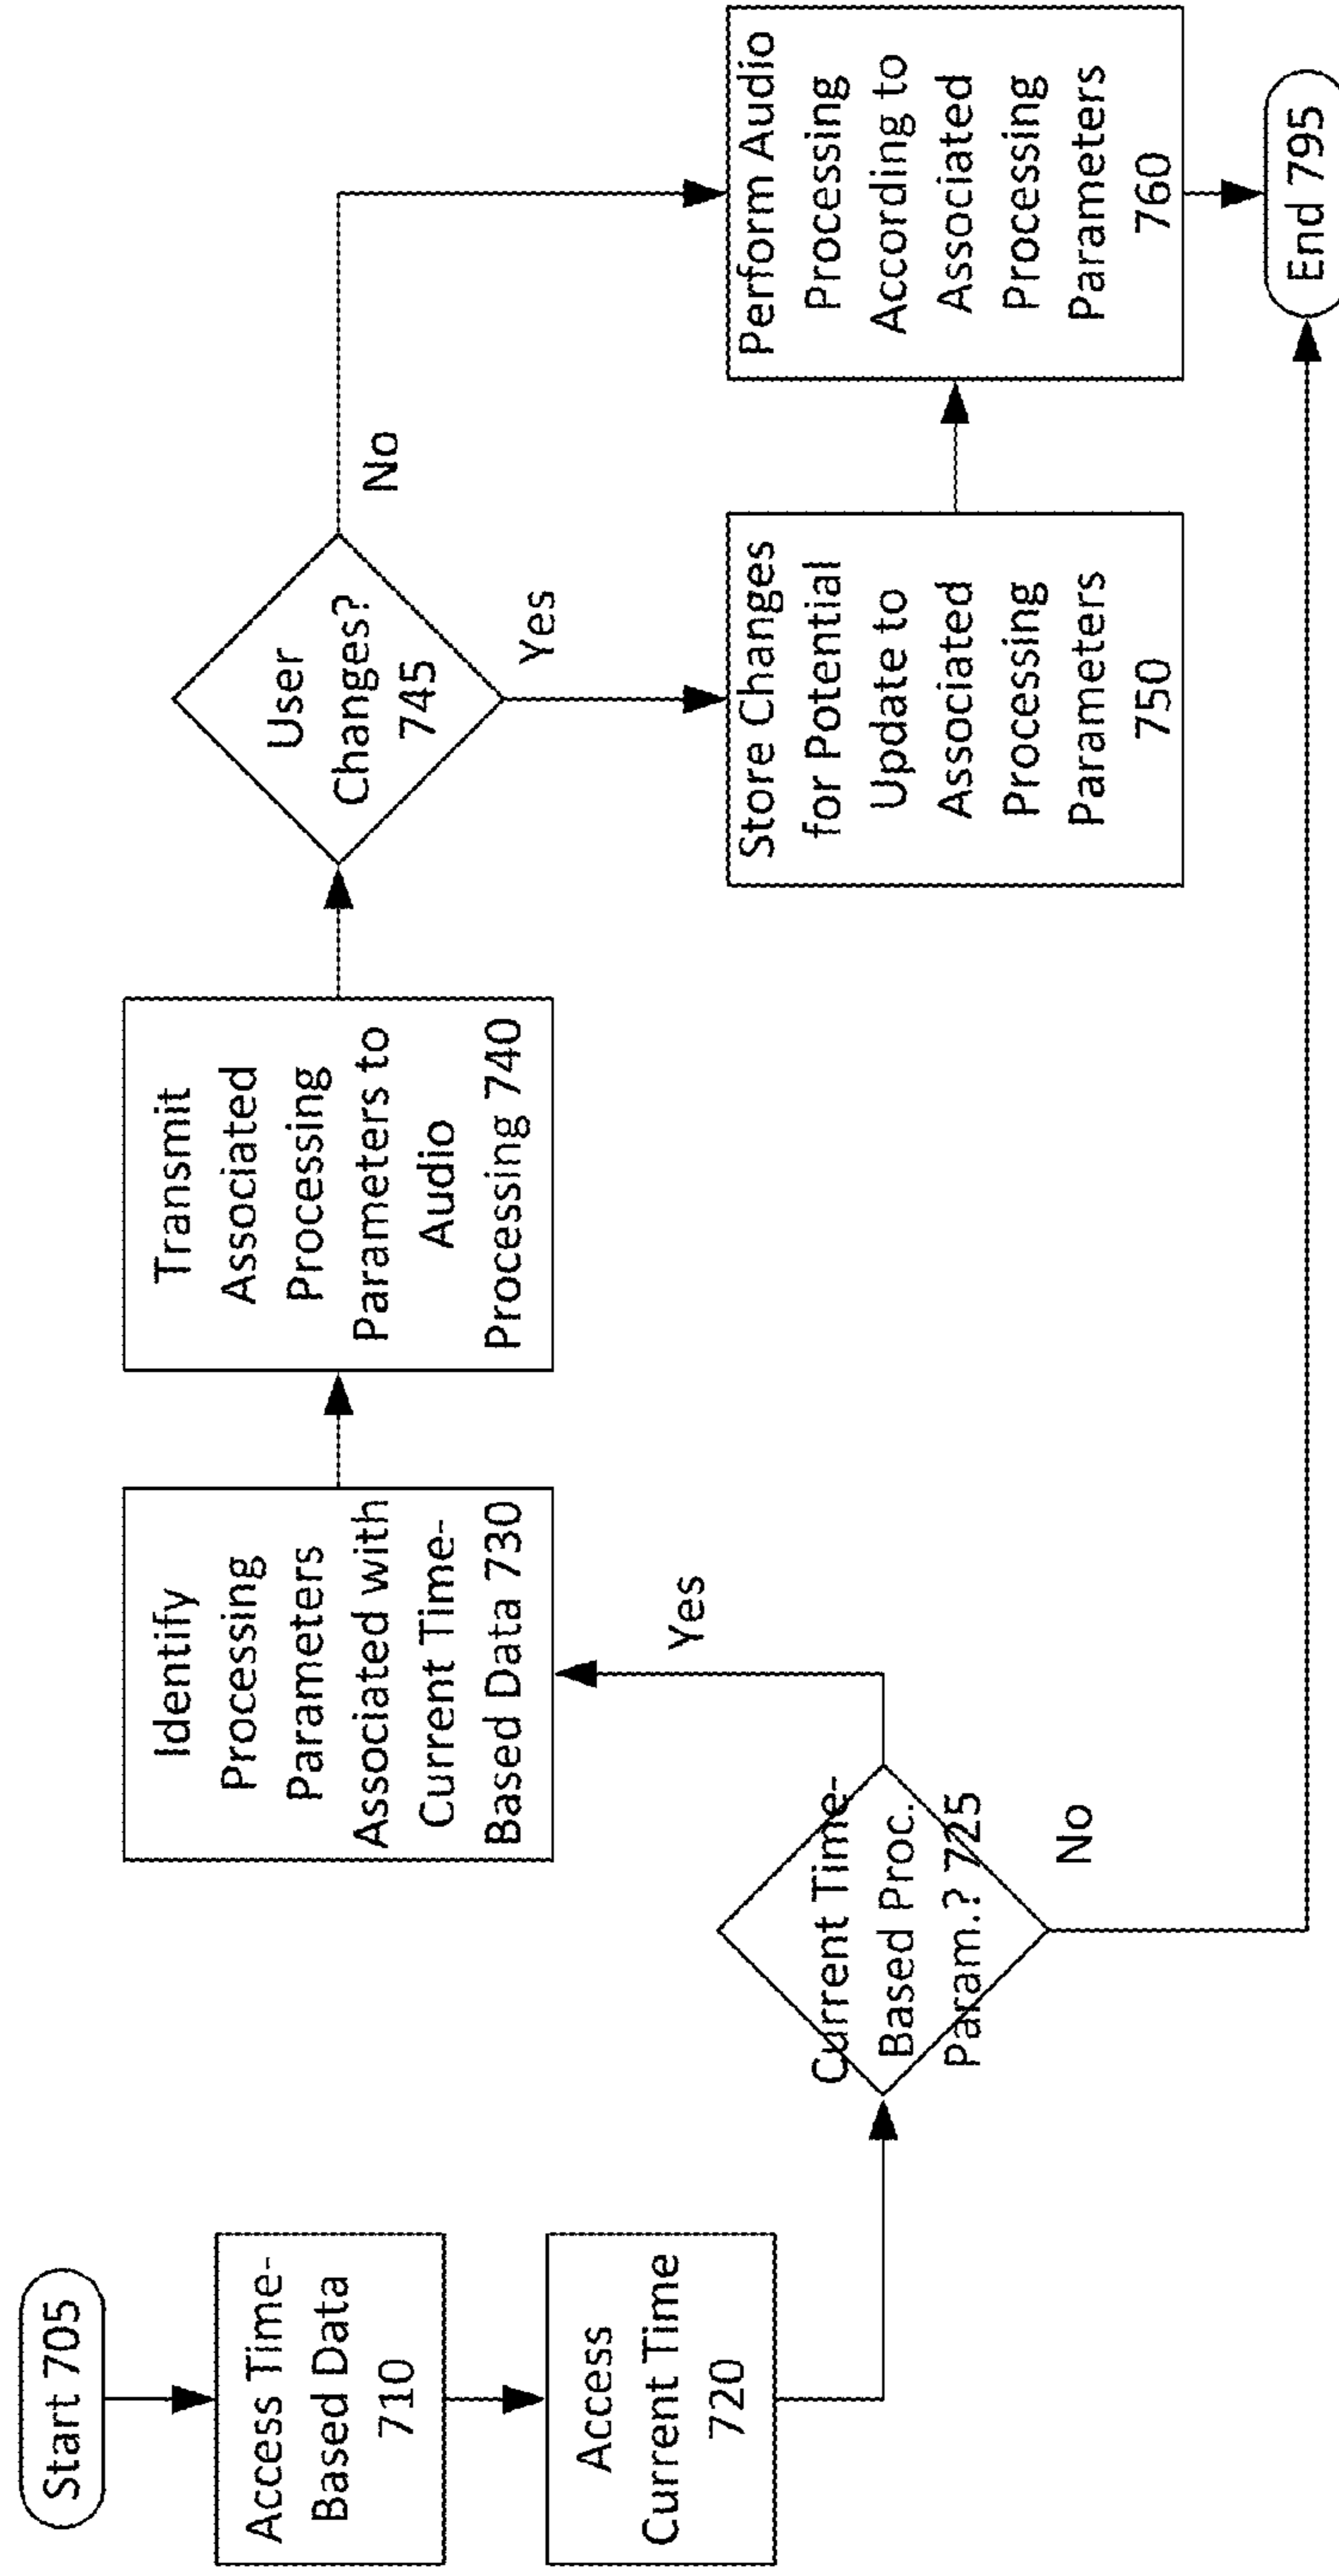 Start 705
Access Time-
Based Data
710
Access
Current Time
720
Current Time-
Based Proc.
Param.? 725
Yes
No
Identify
Processing
Parameters
Associated with
Current Time-
Based Data 730
Transmit
Associated
Processing
Parameters to
Audio
Processing 740
User
Changes?
745
Yes
No
Store Changes
for Potential
Update to
Associated
Processing
Parameters
750
Perform Audio
Processing
According to
Associated
Processing
Parameters
760
End 795